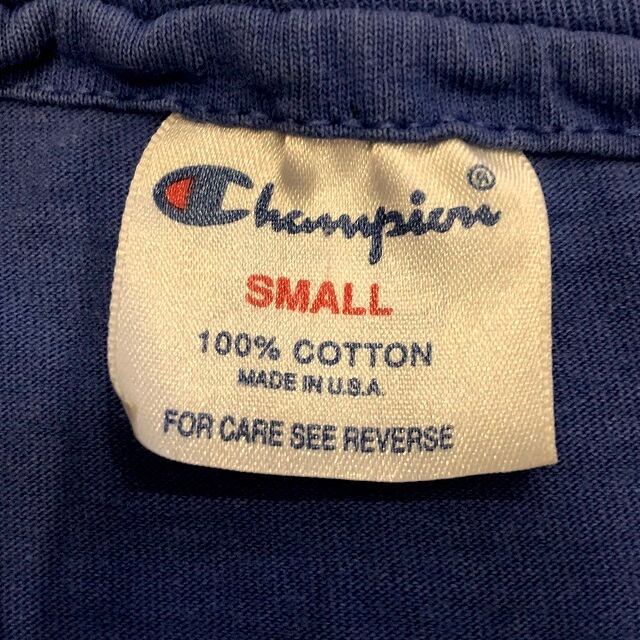 Champion®
SMALL
100% COTTON
MADE IN U.S.A.
FOR CARE SEE REVERSE